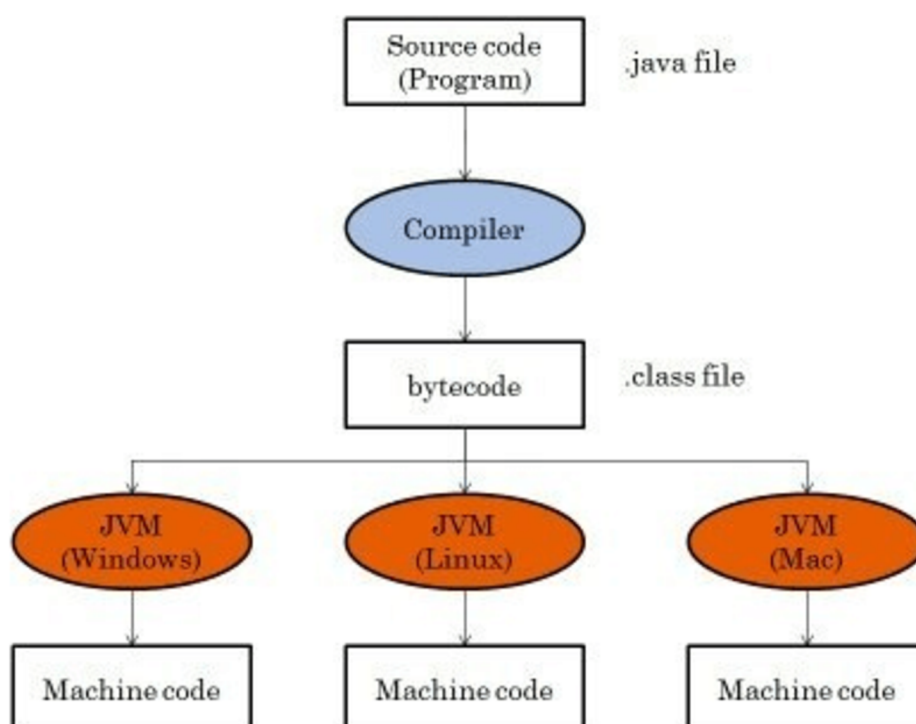 Source code
(Program)
.java file
Compiler
bytecode
.class file
JVM
(Windows)
JVM
(Linux)
JVM
(Mac)
Machine code
Machine code
Machine code